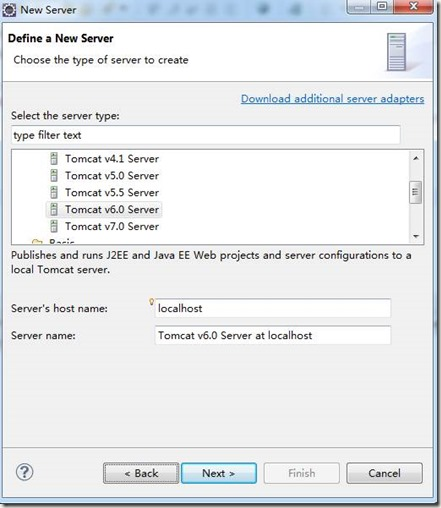 New Server
Define a New Server
Choose the type of server to create
Download additional server adapters
Select the server type:
type filter text
Tomcat v4.1 Server
Tomcat v5.0 Server
Tomcat v5.5 Server
Tomcat v6.0 Server
Tomcat v7.0 Server
Basic
Publishes and runs J2EE and Java EE Web projects and server configurations to a
local Tomcat server.
Server's host name: localhost
Server name: Tomcat v6.0 Server at localhost
? < Back Next > Finish Cancel